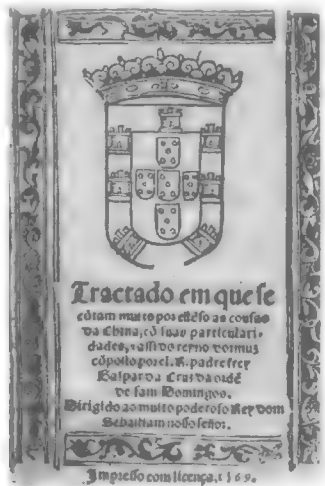 Tractado em que se
cõtam muito por estẽso as cousas
da China, cõ suas particulari-
dades, assi do reyno dormuz
cõposto por el. R. padre frey
Gaspar da Cruz da ordẽ
de sam Domingos.
Dirigido ao muito poderoso Rey dom
Sebastiam nosso señor.
Impresso com licença, 1569.